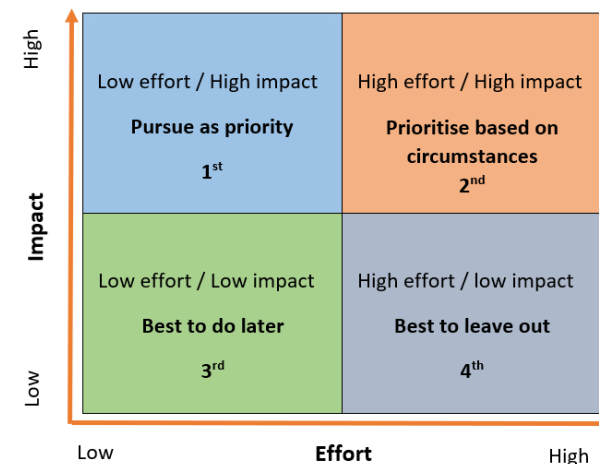 High
Low effort / High impact
Pursue as priority
1st
High effort / High impact
Prioritise based on
circumstances
2nd
Impact
Low effort / Low impact
Best to do later
3rd
High effort / low impact
Best to leave out
4th
Low
Low
Effort
High